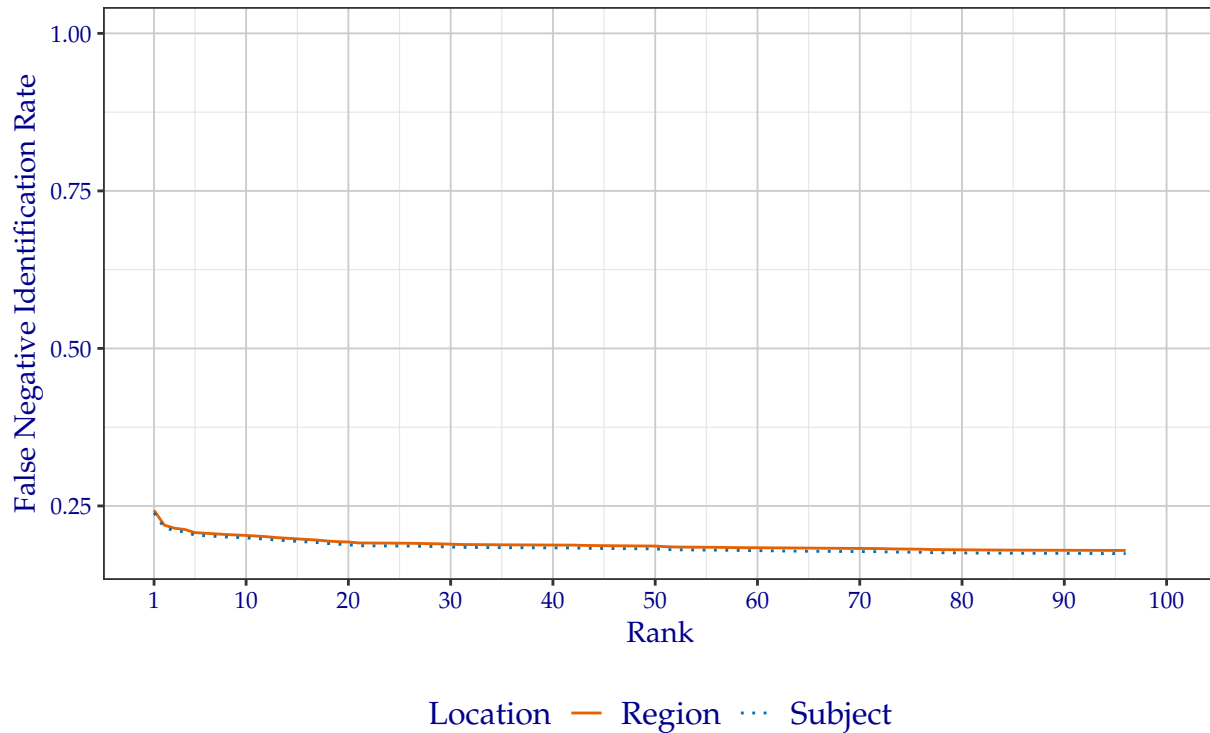 False Negative Identification Rate
1.00
0.75
0.50
0.25
1 10 20 30 40 50 60 70 80 90 100
Rank
Location Region Subject